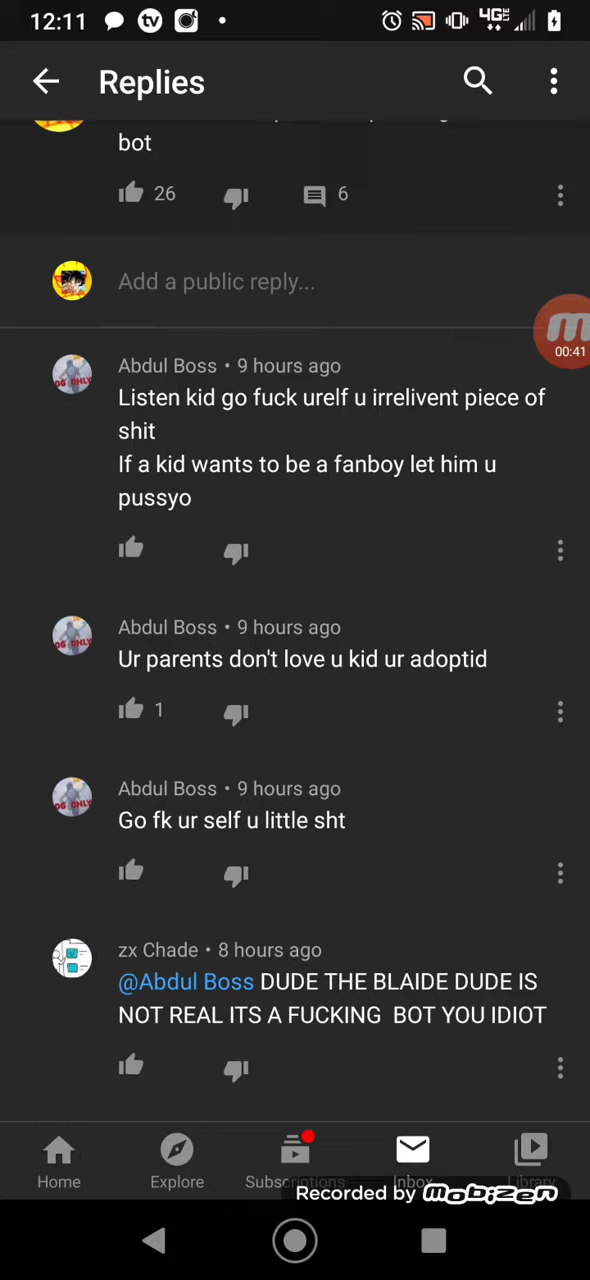 12:11
tv
4G LTE
Replies
bot
26
6
Add a public reply...
00:41
Abdul Boss • 9 hours ago
Listen kid go fuck urelf u irrelivent piece of
shit
If a kid wants to be a fanboy let him u
pussyo
Abdul Boss • 9 hours ago
Ur parents don't love u kid ur adoptid
1
Abdul Boss • 9 hours ago
Go fk ur self u little sht
zx Chade • 8 hours ago
@Abdul Boss DUDE THE BLAIDE DUDE IS
NOT REAL ITS A FUCKING  BOT YOU IDIOT
Home
Explore
Subscriptions
Inbox
Library
Recorded by mobizen